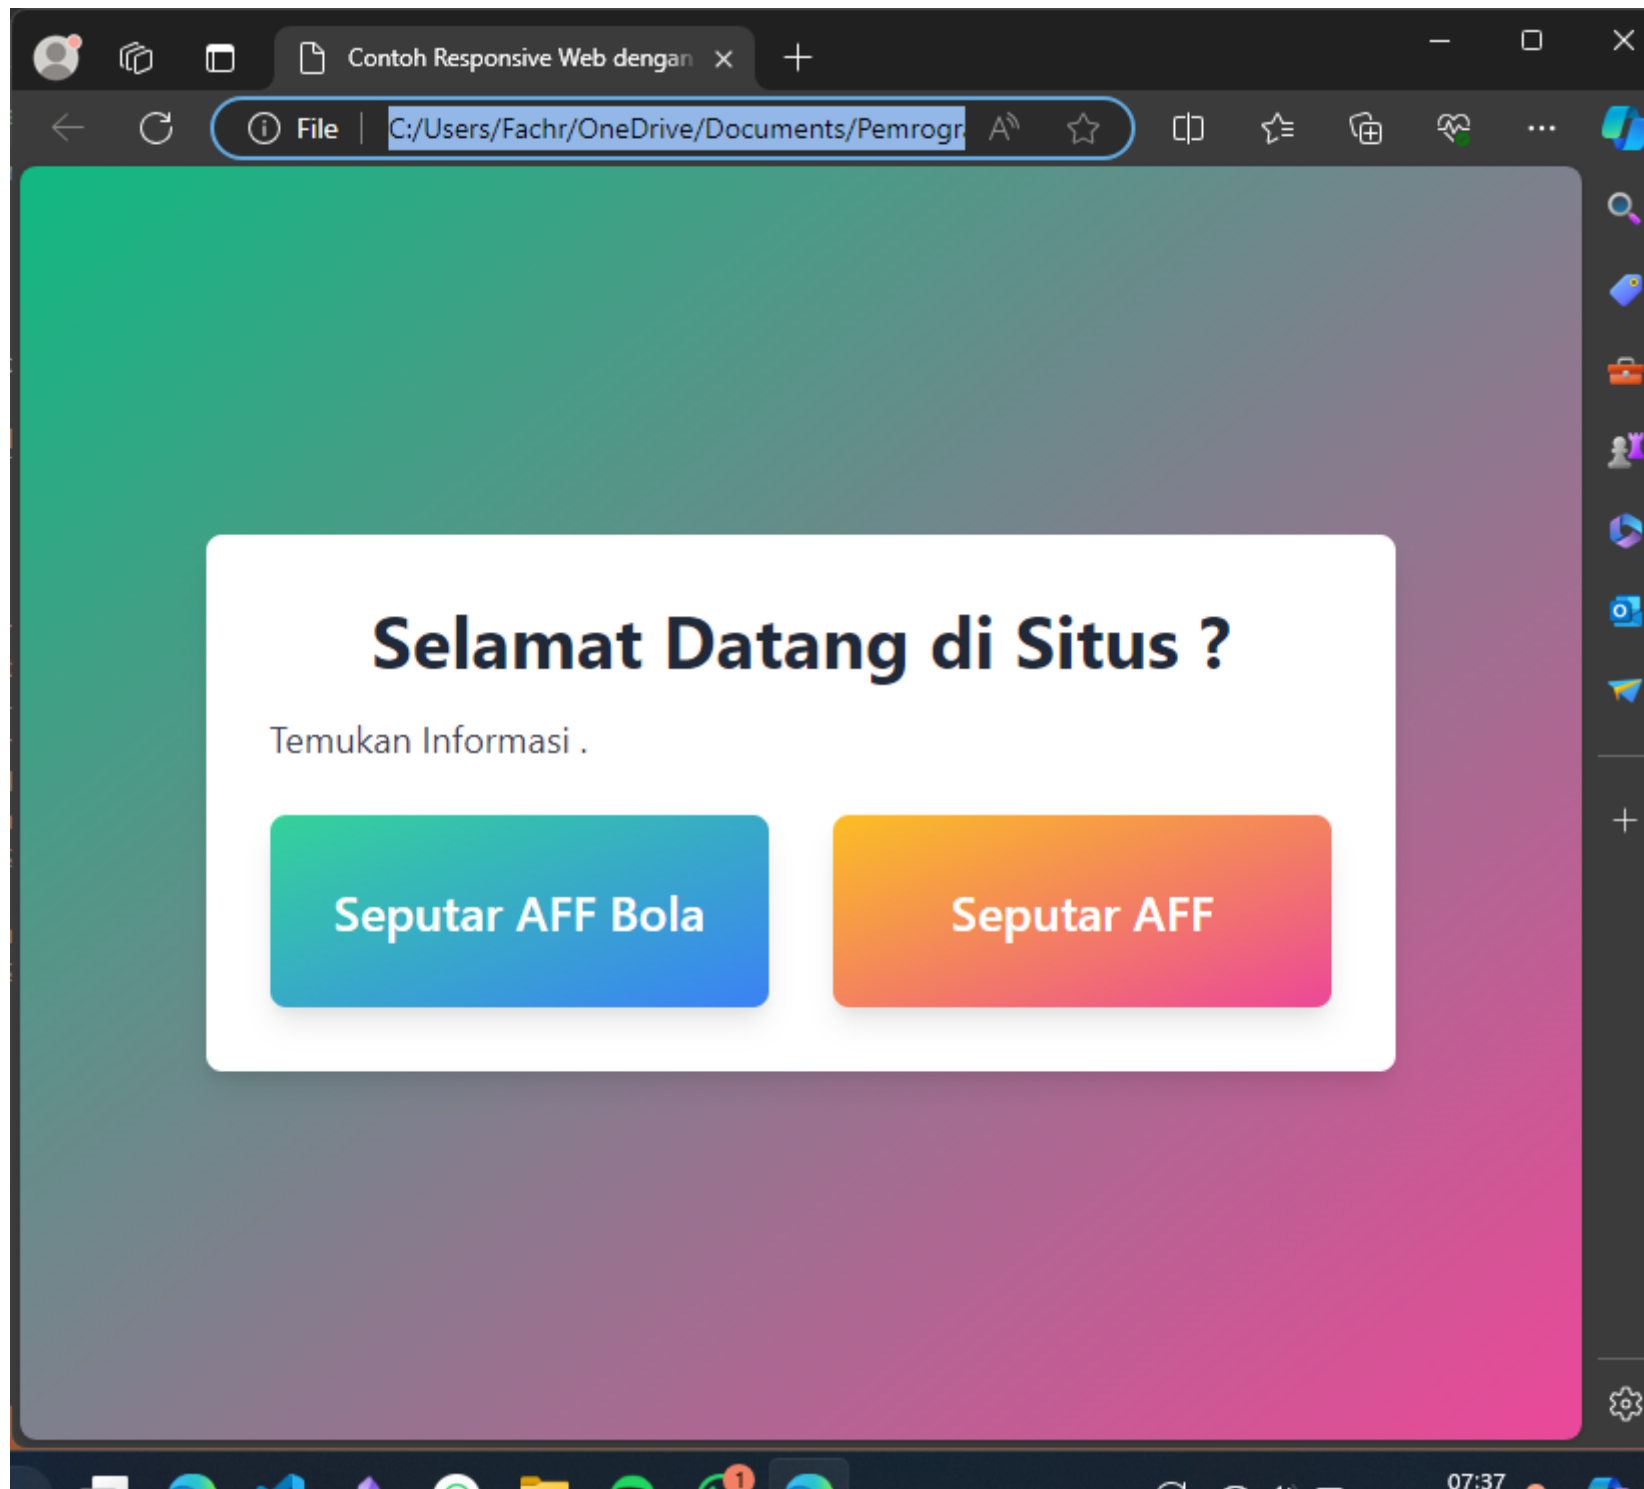 Contoh Responsive Web dengan
File
C:/Users/Fachr/OneDrive/Documents/Pemrogr
Selamat Datang di Situs ?
Temukan Informasi .
Seputar AFF Bola
Seputar AFF
1
07:37